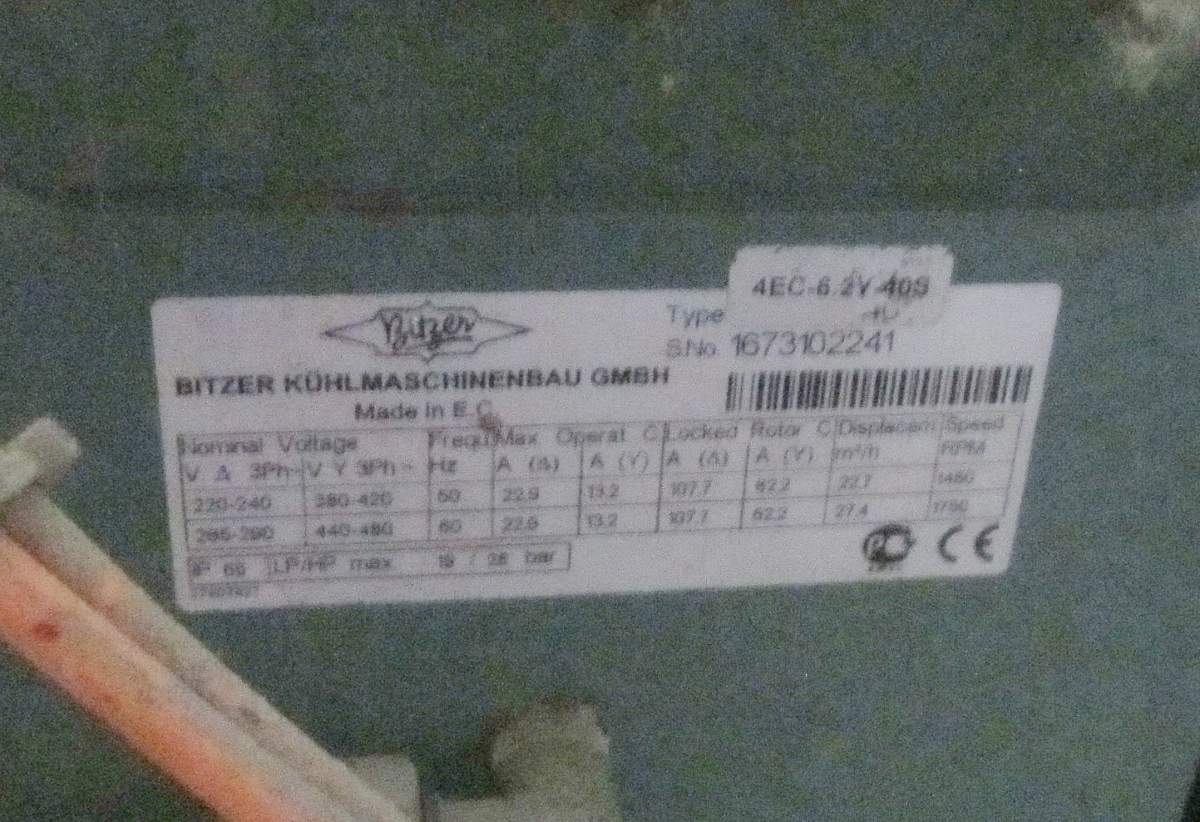 4EC-6.2Y-40S
Bitzer
Type
S.No. 1673102241
BITZER KÜHLMASCHINENBAU GMBH
Made in E.C.
Nominal Voltage Frequ Max Operat C Locked Rotor C Displacem Speed
V Δ 3Ph~ V Y 3Ph~ Hz A (Δ) A (Y) A (Δ) A (Y) m³/h RPM
220-240 380-420 50 22.9 13.2 107.7 62.2 22.7 1450
265-290 440-480 60 22.9 13.2 107.7 62.2 27.4 1750
LP/HP max 19 / 28 bar
CE